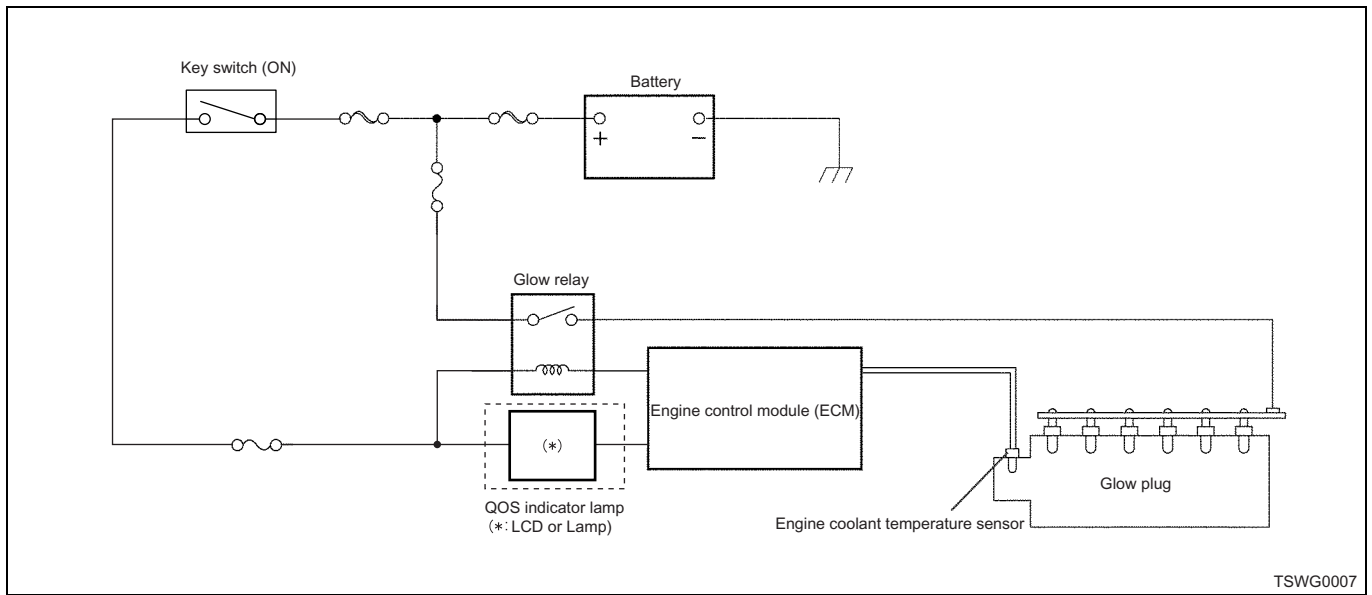 Key switch (ON)
Battery
+
−
Glow relay
Engine control module (ECM)
(*)
QOS indicator lamp
(*: LCD or Lamp)
Glow plug
Engine coolant temperature sensor
TSWG0007